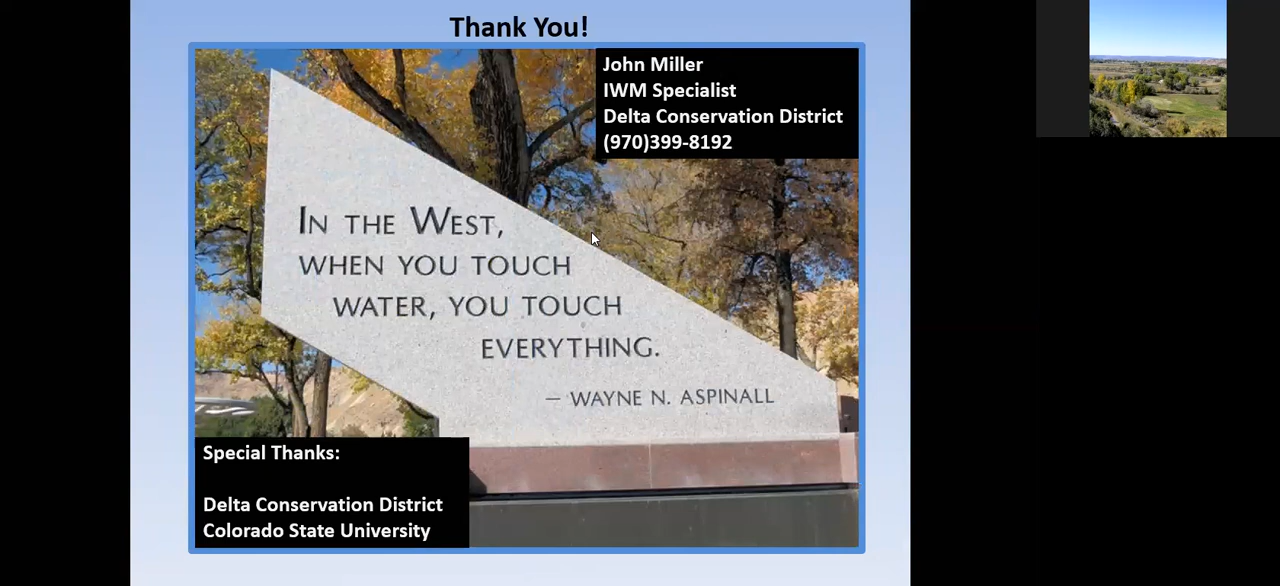 Thank You!
John Miller
IWM Specialist
Delta Conservation District
(970)399-8192
IN THE WEST,
WHEN YOU TOUCH
WATER, YOU TOUCH
EVERYTHING.
— WAYNE N. ASPINALL
Special Thanks:
Delta Conservation District
Colorado State University